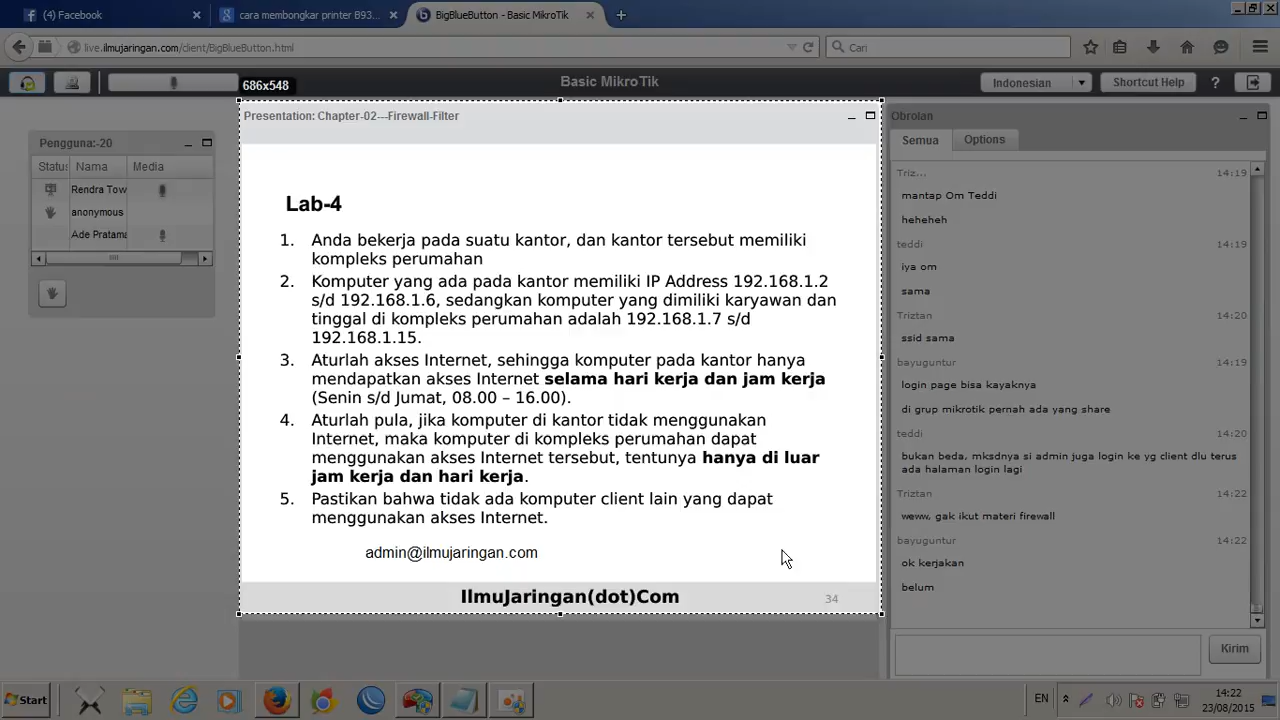 (4) Facebook
cara membongkar printer B93...
BigBlueButton - Basic MikroTik
live.ilmujaringan.com/client/BigBlueButton.html
Cari
686x548
Basic MikroTik
Indonesian
Shortcut Help
?
Pengguna:-20
Status
Nama
Media
Rendra Tow
anonymous
Ade Pratama
Presentation: Chapter-02---Firewall-Filter
Lab-4
1. Anda bekerja pada suatu kantor, dan kantor tersebut memiliki
kompleks perumahan
2. Komputer yang ada pada kantor memiliki IP Address 192.168.1.2
s/d 192.168.1.6, sedangkan komputer yang dimiliki karyawan dan
tinggal di kompleks perumahan adalah 192.168.1.7 s/d
192.168.1.15.
3. Aturlah akses Internet, sehingga komputer pada kantor hanya
mendapatkan akses Internet selama hari kerja dan jam kerja
(Senin s/d Jumat, 08.00 – 16.00).
4. Aturlah pula, jika komputer di kantor tidak menggunakan
Internet, maka komputer di kompleks perumahan dapat
menggunakan akses Internet tersebut, tentunya hanya di luar
jam kerja dan hari kerja.
5. Pastikan bahwa tidak ada komputer client lain yang dapat
menggunakan akses Internet.
admin@ilmujaringan.com
IlmuJaringan(dot)Com
34
Obrolan
Semua
Options
Triz... 14:19
mantap Om Teddi
heheheh
teddi 14:19
iya om
sama
Triztan 14:20
ssid sama
bayuguntur 14:19
login page bisa kayaknya
di grup mikrotik pernah ada yang share
teddi 14:20
bukan beda, mksdnya si admin juga login ke yg client dlu terus
ada halaman login lagi
Triztan 14:22
weww, gak ikut materi firewall
bayuguntur 14:22
ok kerjakan
belum
Kirim
Start
EN
14:22
23/08/2015